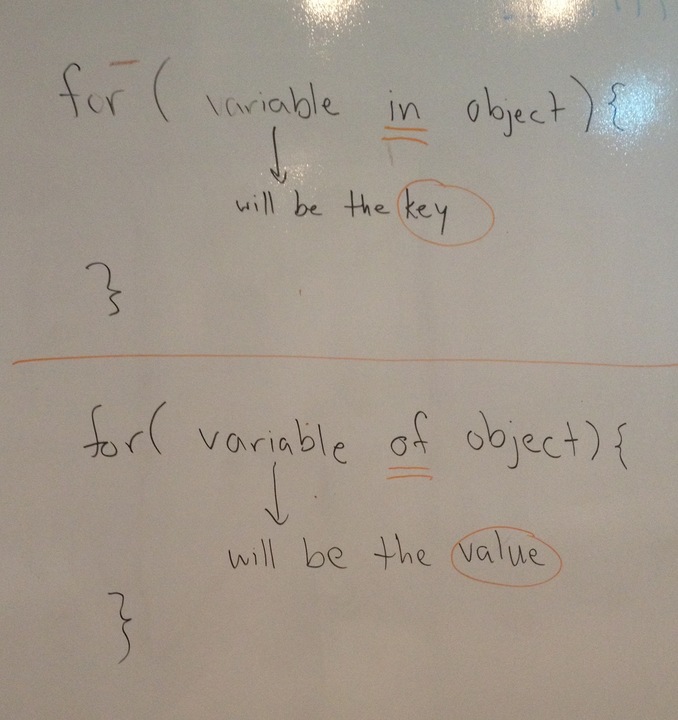 for ( variable in object) {
will be the key
}
for( variable of object) {
will be the value
}